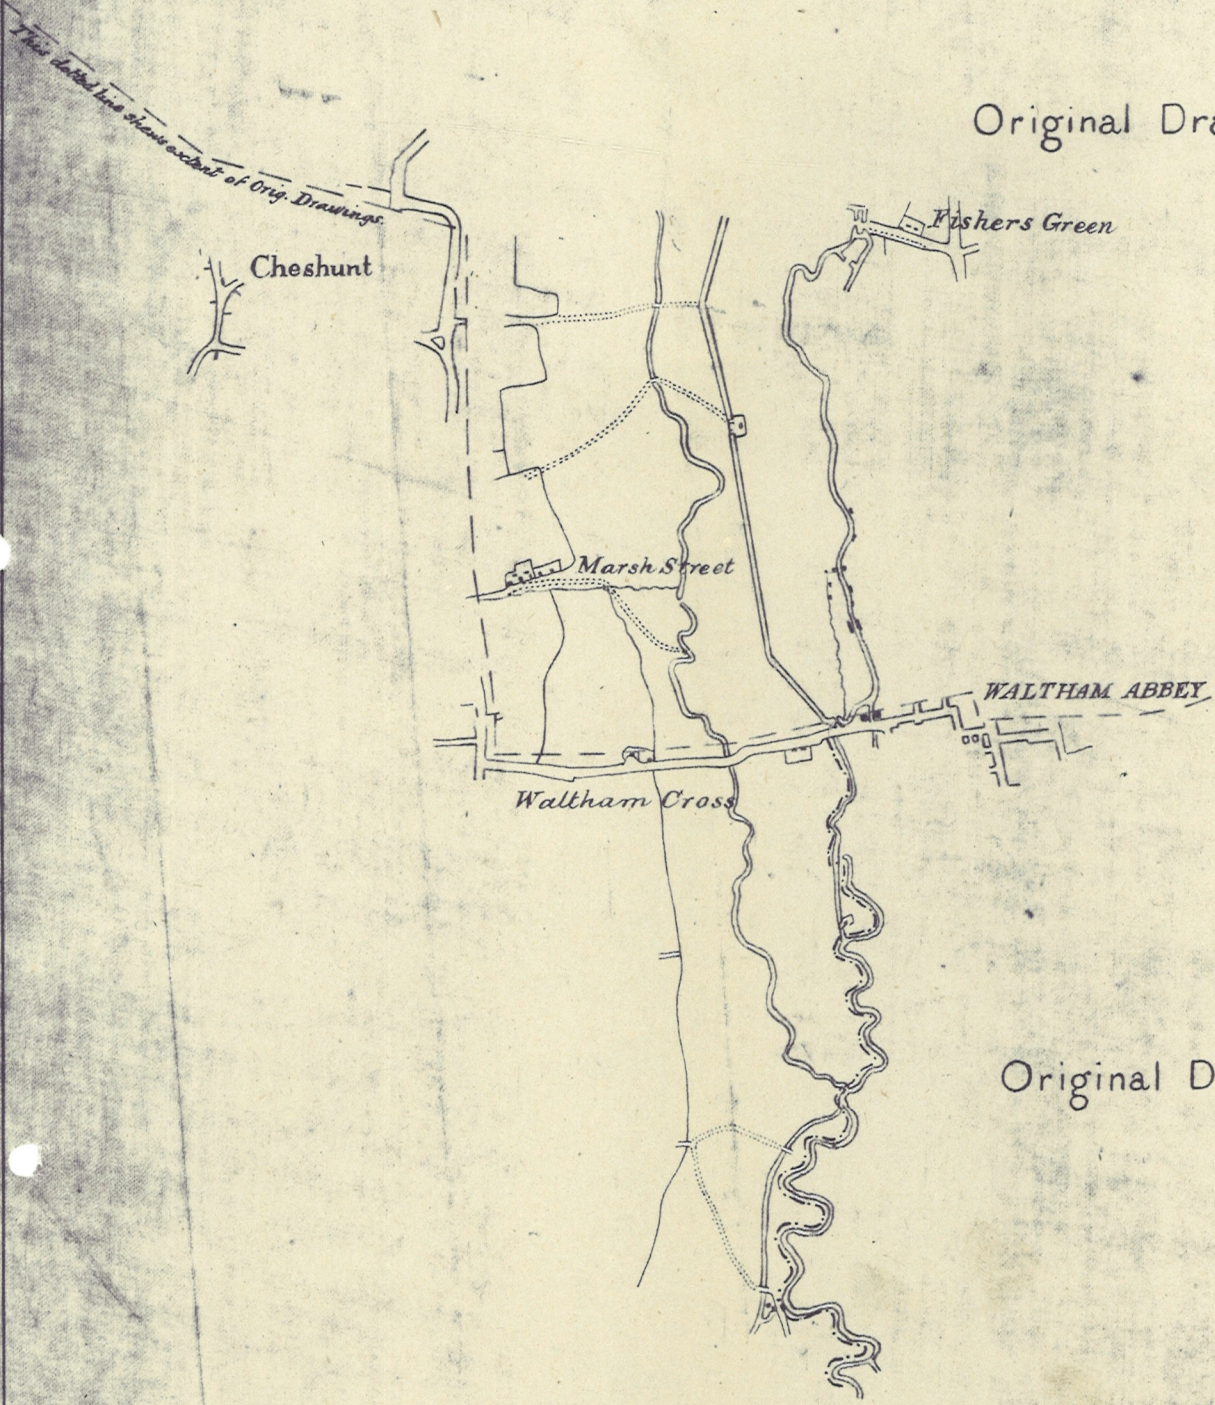 This dotted line shews extent of Orig. Drawings.
Original Dra
Fishers Green
Cheshunt
Marsh Street
WALTHAM ABBEY
Waltham Cross
Original D